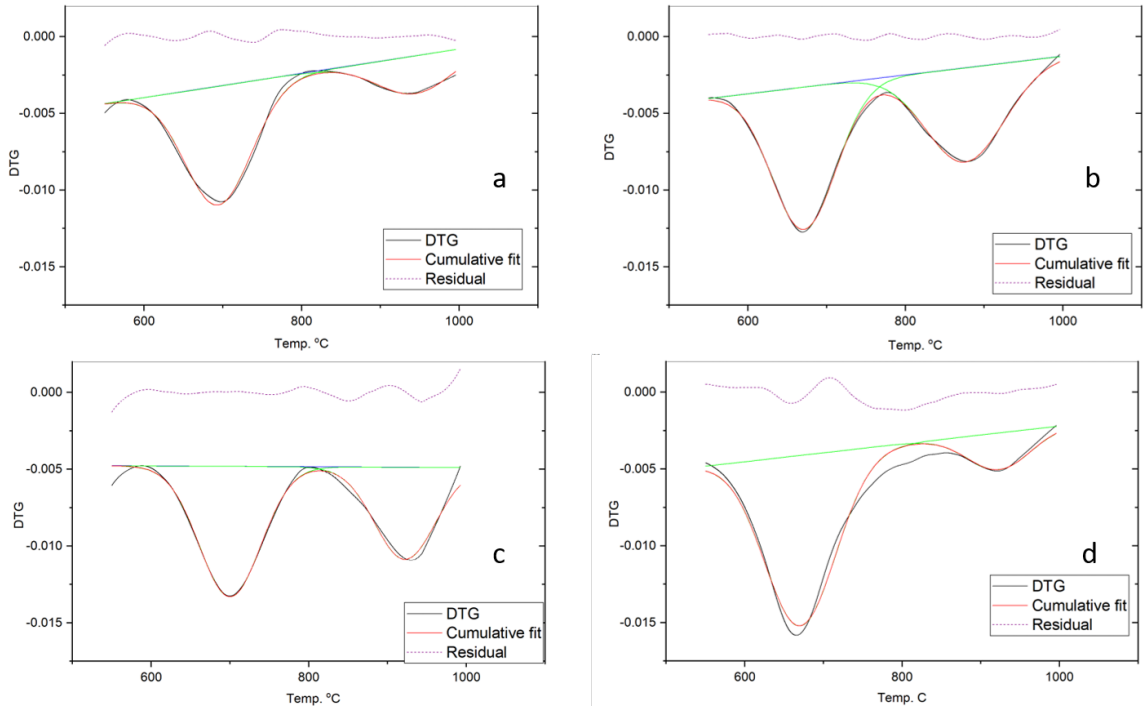 0.000
-0.005
-0.010
-0.015
DTG
600
800
1000
Temp. ºC
a
DTG
Cumulative fit
Residual
0.000
-0.005
-0.010
-0.015
DTG
600
800
1000
Temp. ºC
b
DTG
Cumulative fit
Residual
0.000
-0.005
-0.010
-0.015
DTG
600
800
1000
Temp. ºC
c
DTG
Cumulative fit
Residual
0.000
-0.005
-0.010
-0.015
DTG
600
800
1000
Temp. C
d
DTG
Cumulative fit
Residual